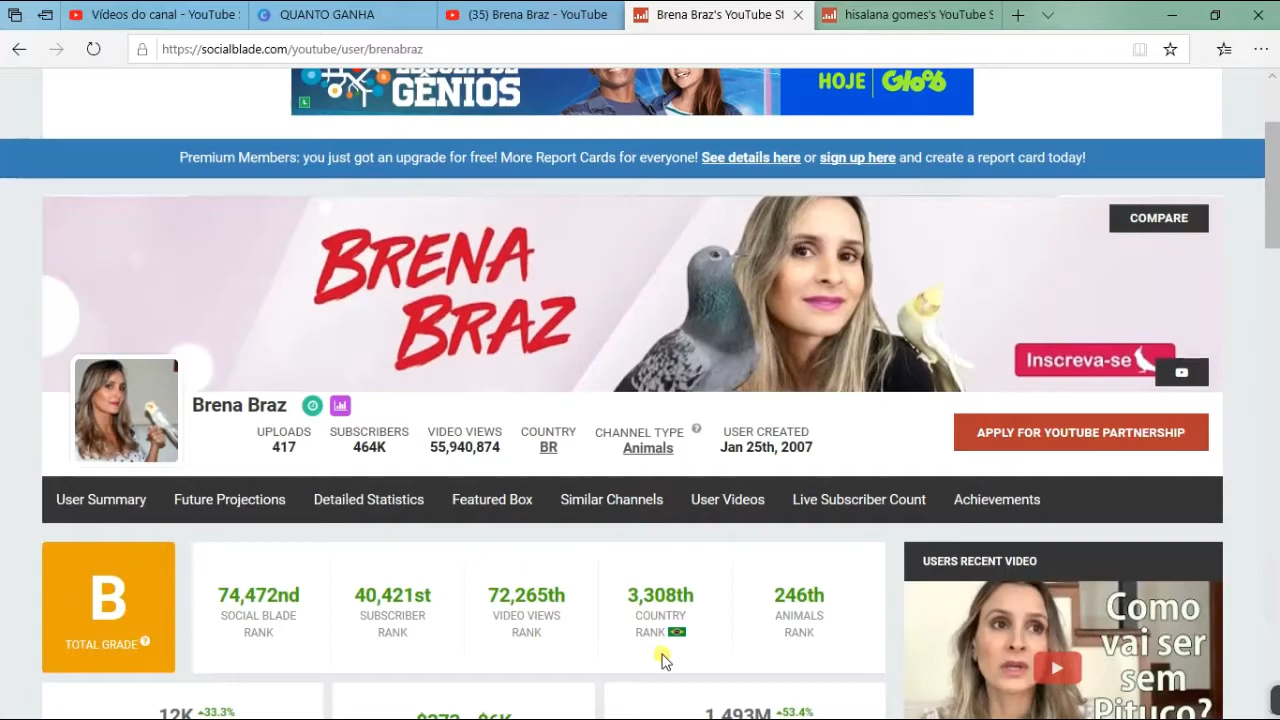 Vídeos do canal - YouTube
QUANTO GANHA
(35) Brena Braz - YouTube
Brena Braz's YouTube St
hisalana gomes's YouTube S
https://socialblade.com/youtube/user/brenabraz
GÊNIOS
HOJE
L
Premium Members: you just got an upgrade for free! More Report Cards for everyone! See details here or sign up here and create a report card today!
COMPARE
BRENA
BRAZ
Inscreva-se
Brena Braz
UPLOADS
417
SUBSCRIBERS
464K
VIDEO VIEWS
55,940,874
COUNTRY
BR
CHANNEL TYPE
Animals
USER CREATED
Jan 25th, 2007
APPLY FOR YOUTUBE PARTNERSHIP
User Summary
Future Projections
Detailed Statistics
Featured Box
Similar Channels
User Videos
Live Subscriber Count
Achievements
B
TOTAL GRADE
74,472nd
SOCIAL BLADE
RANK
40,421st
SUBSCRIBER
RANK
72,265th
VIDEO VIEWS
RANK
3,308th
COUNTRY
RANK
246th
ANIMALS
RANK
USERS RECENT VIDEO
Como
vai ser
sem
Pituco?
12K 33.3%
1.493M 53.4%